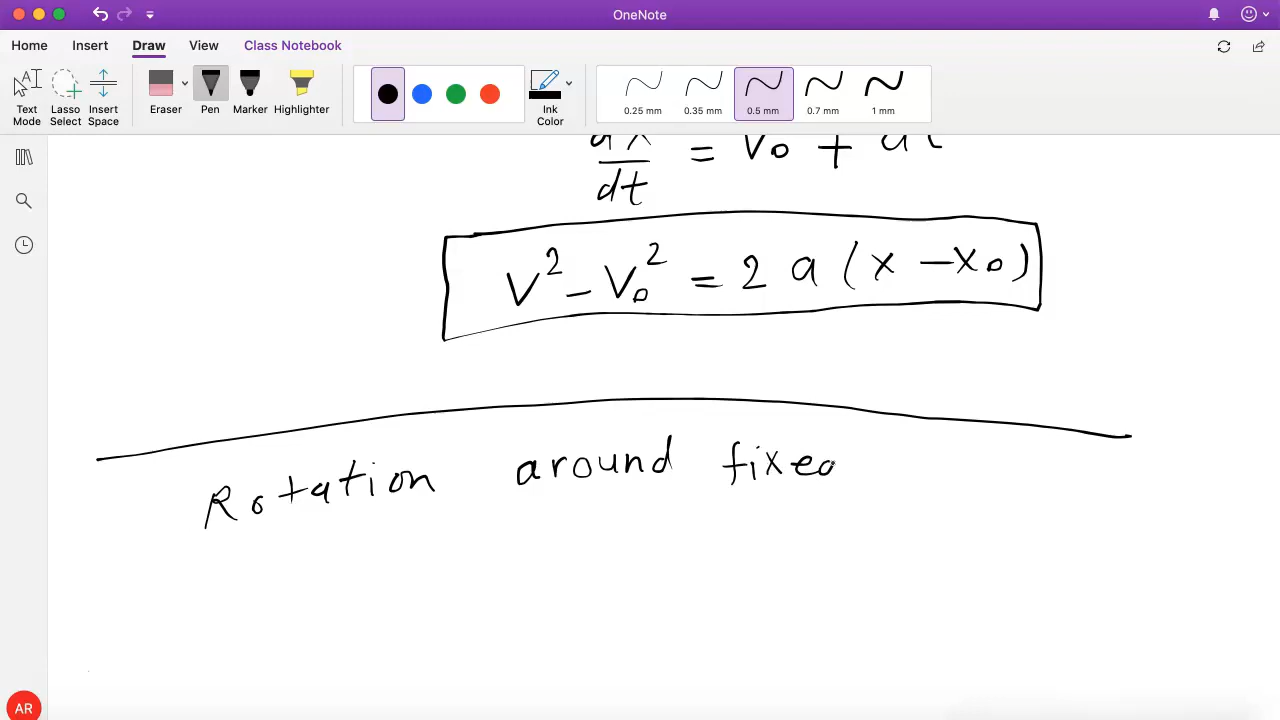 OneNote
Home Insert Draw View Class Notebook
Text Mode Lasso Select Insert Space Eraser Pen Marker Highlighter Ink Color 0.25 mm 0.35 mm 0.5 mm 0.7 mm 1 mm
dx/dt = V₀ + at
V² - V₀² = 2 a (x - x₀)
Rotation around fixed
AR